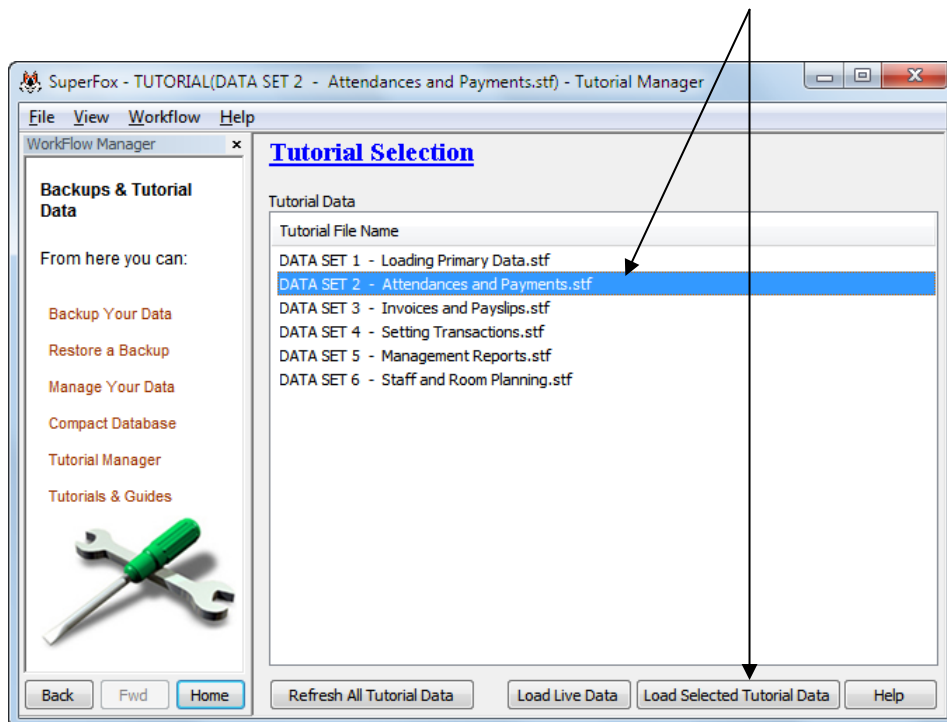 SuperFox - TUTORIAL(DATA SET 2 - Attendances and Payments.stf) - Tutorial Manager
File View Workflow Help
WorkFlow Manager
Backups & Tutorial
Data
From here you can:
Backup Your Data
Restore a Backup
Manage Your Data
Compact Database
Tutorial Manager
Tutorials & Guides
Back Fwd Home
Tutorial Selection
Tutorial Data
Tutorial File Name
DATA SET 1 - Loading Primary Data.stf
DATA SET 2 - Attendances and Payments.stf
DATA SET 3 - Invoices and Payslips.stf
DATA SET 4 - Setting Transactions.stf
DATA SET 5 - Management Reports.stf
DATA SET 6 - Staff and Room Planning.stf
Refresh All Tutorial Data Load Live Data Load Selected Tutorial Data Help